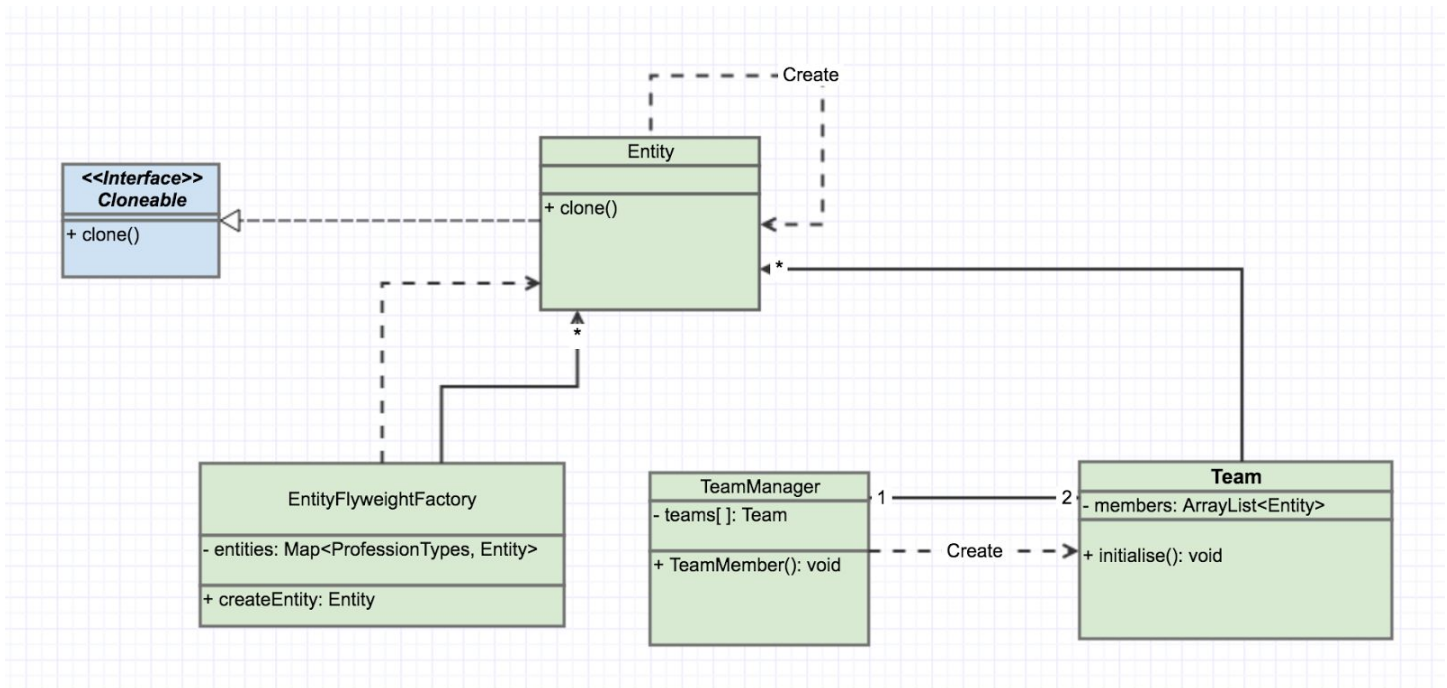 Create
Entity
+ clone()
<<Interface>>
Cloneable
+ clone()
*
*
EntityFlyweightFactory
- entities: Map<ProfessionTypes, Entity>
+ createEntity: Entity
TeamManager
- teams[ ]: Team
+ TeamMember(): void
1
2
Create
Team
- members: ArrayList<Entity>
+ initialise(): void